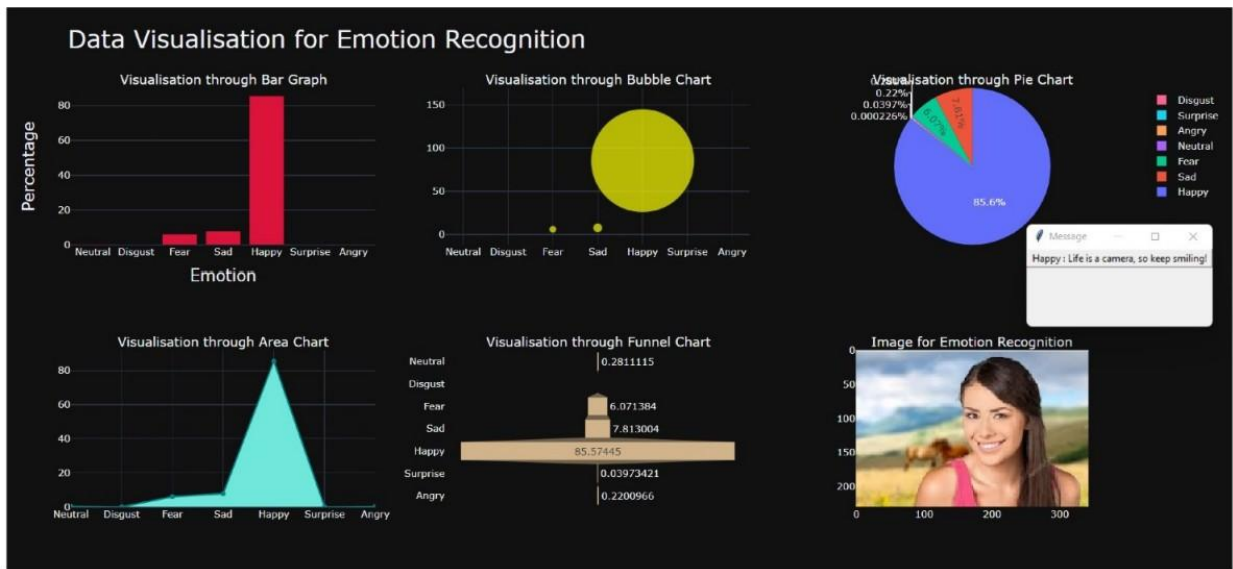 Data Visualisation for Emotion Recognition
Visualisation through Bar Graph
Percentage
80
60
40
20
0
Neutral Disgust Fear Sad Happy Surprise Angry
Emotion
Visualisation through Bubble Chart
150
100
50
0
Neutral Disgust Fear Sad Happy Surprise Angry
Visualisation through Pie Chart
0.22%
0.0397%
0.000226%
6.07%
7.81%
85.6%
Disgust
Surprise
Angry
Neutral
Fear
Sad
Happy
Message
Happy : Life is a camera, so keep smiling!
Visualisation through Area Chart
80
60
40
20
0
Neutral Disgust Fear Sad Happy Surprise Angry
Visualisation through Funnel Chart
Neutral 0.2811115
Disgust
Fear 6.071384
Sad 7.813004
Happy 85.57445
Surprise 0.03973421
Angry 0.2200966
Image for Emotion Recognition
0
50
100
150
200
0 100 200 300